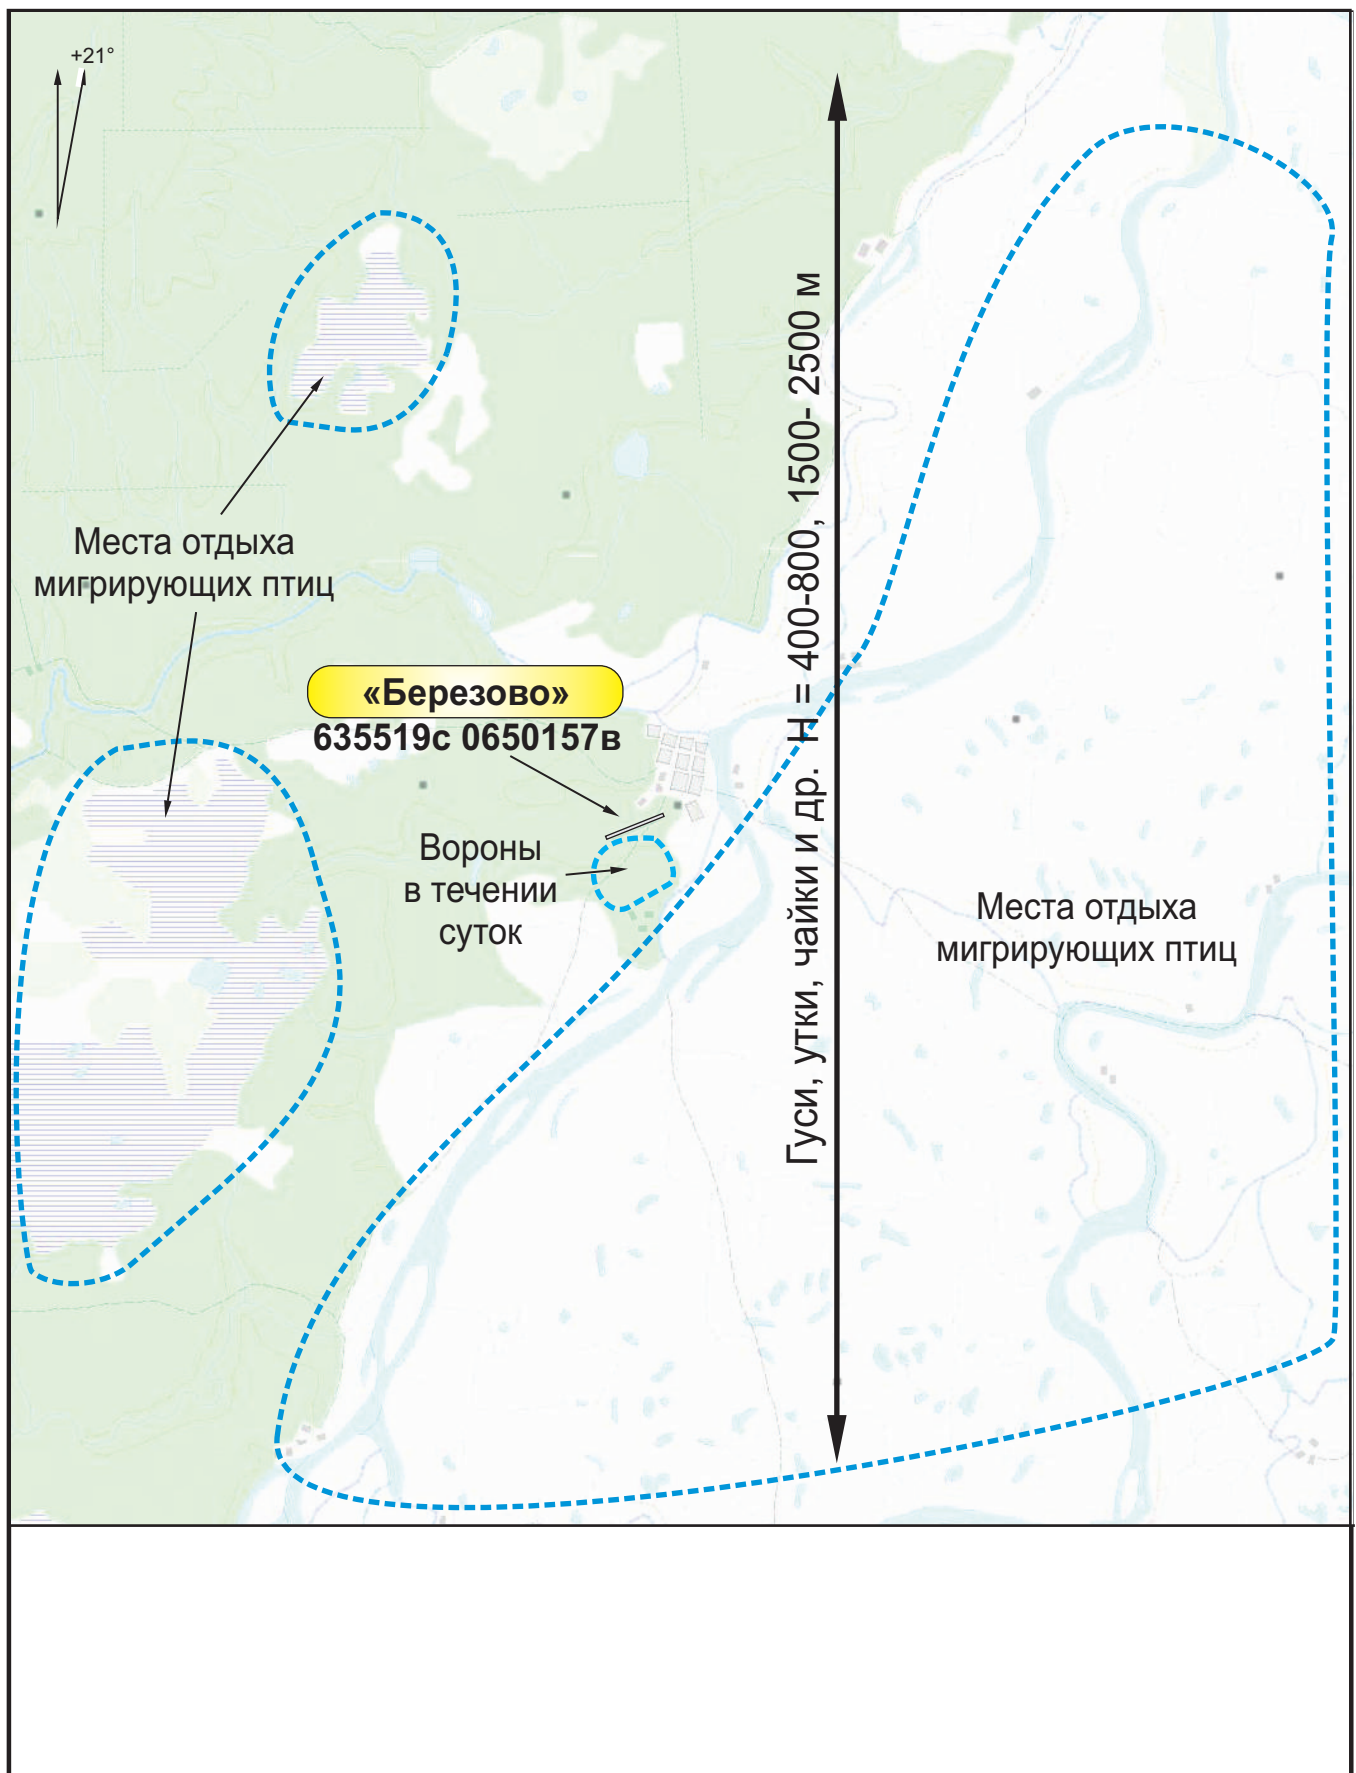 +21°
Гуси, утки, чайки и др. Н = 400-800, 1500- 2500 м
Места отдыха
мигрирующих птиц
«Березово»
635519с 0650157в
Вороны
в течении
суток
Места отдыха
мигрирующих птиц